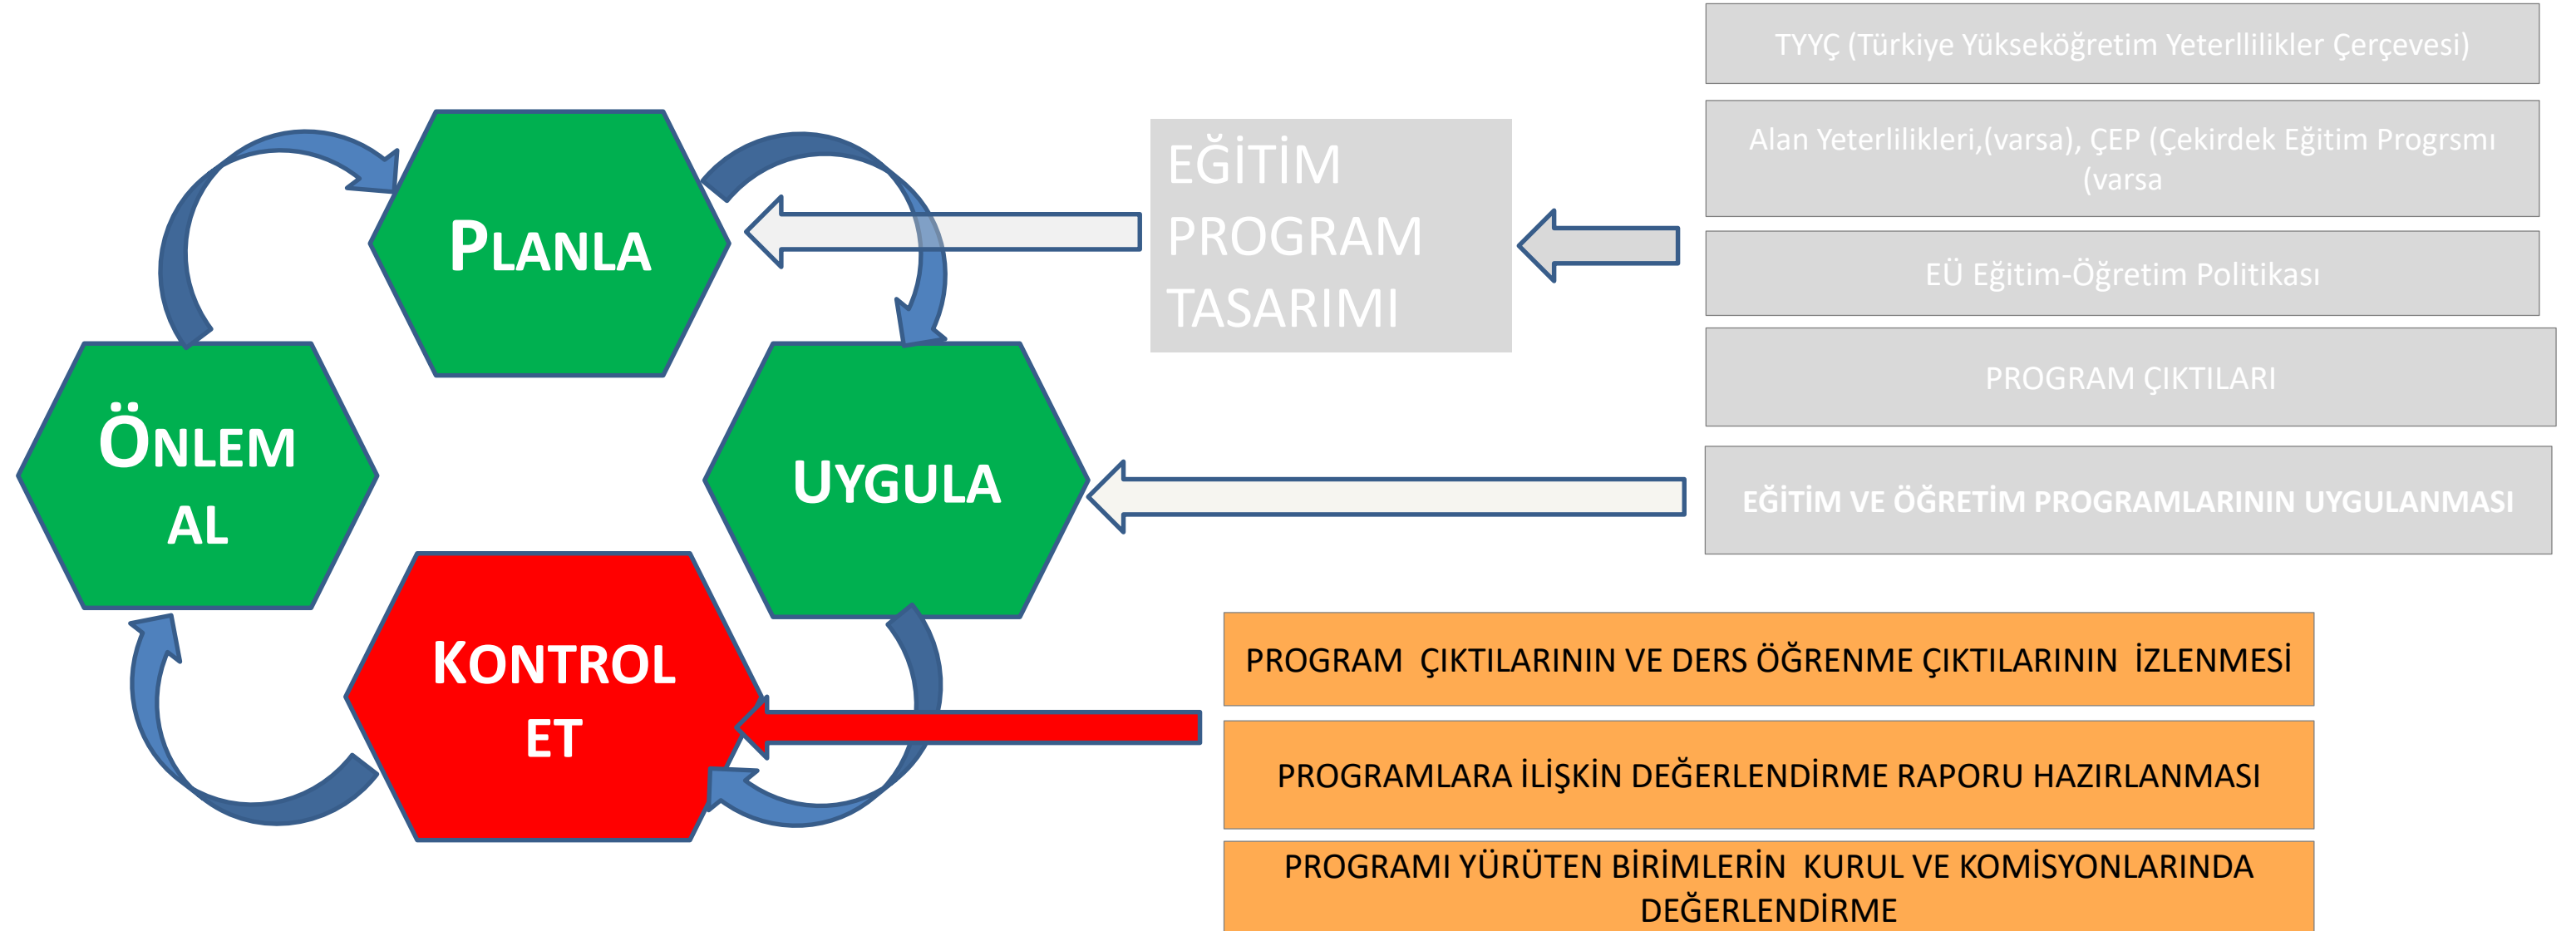 PLANLA
UYGULA
KONTROL
ET
ÖNLEM
AL
EĞİTİM
PROGRAM
TASARIMI
TYYÇ (Türkiye Yükseköğretim Yeterllilikler Çerçevesi)
Alan Yeterlilikleri,(varsa), ÇEP (Çekirdek Eğitim Progrsmı
(varsa
EÜ Eğitim-Öğretim Politikası
PROGRAM ÇIKTILARI
EĞİTİM VE ÖĞRETİM PROGRAMLARININ UYGULANMASI
PROGRAM ÇIKTILARININ VE DERS ÖĞRENME ÇIKTILARININ İZLENMESİ
PROGRAMLARA İLİŞKİN DEĞERLENDİRME RAPORU HAZIRLANMASI
PROGRAMI YÜRÜTEN BİRİMLERİN KURUL VE KOMİSYONLARINDA
DEĞERLENDİRME